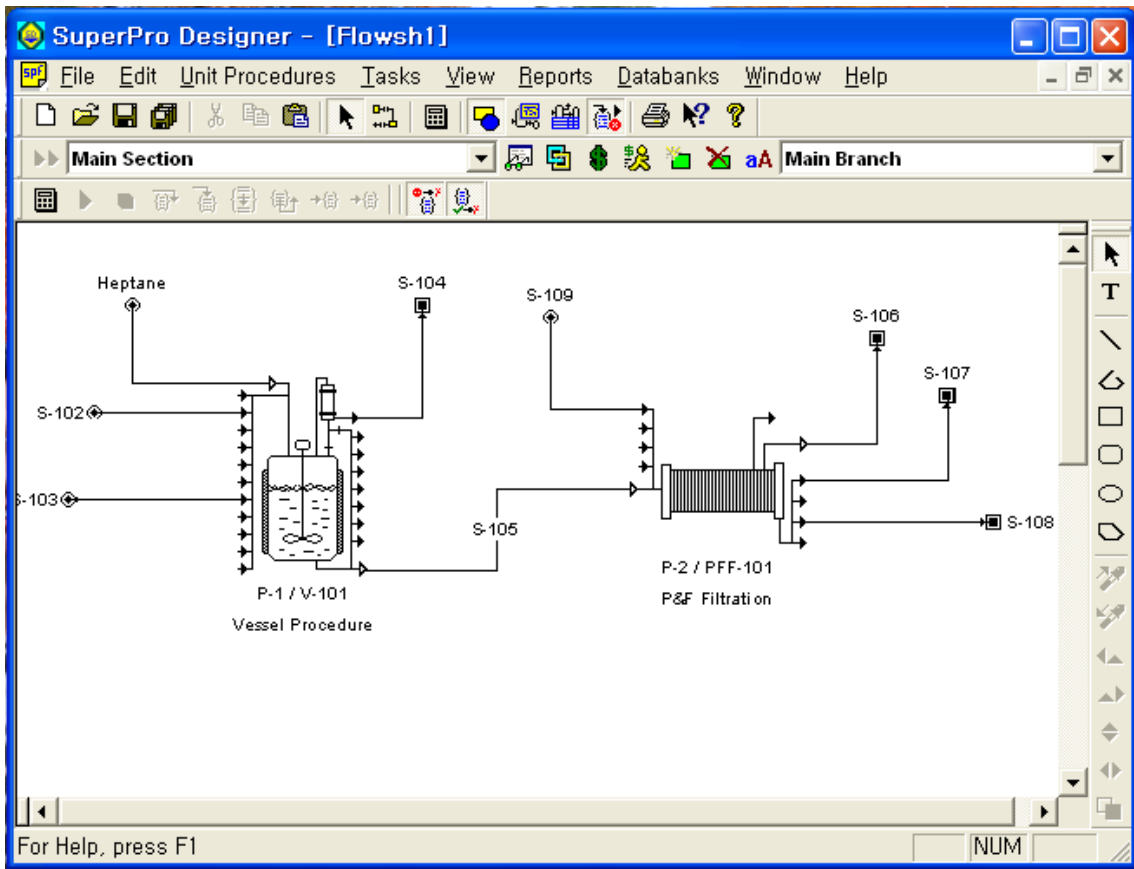 SuperPro Designer - [Flowsh1]
spf File Edit Unit Procedures Tasks View Reports Databanks Window Help
Main Section
aA Main Branch
T
Heptane
S-104
S-109
S-106
S-107
S-102
S-103
S-105
S-108
P-1 / V-101
Vessel Procedure
P-2 / PFF-101
P&F Filtration
For Help, press F1
NUM